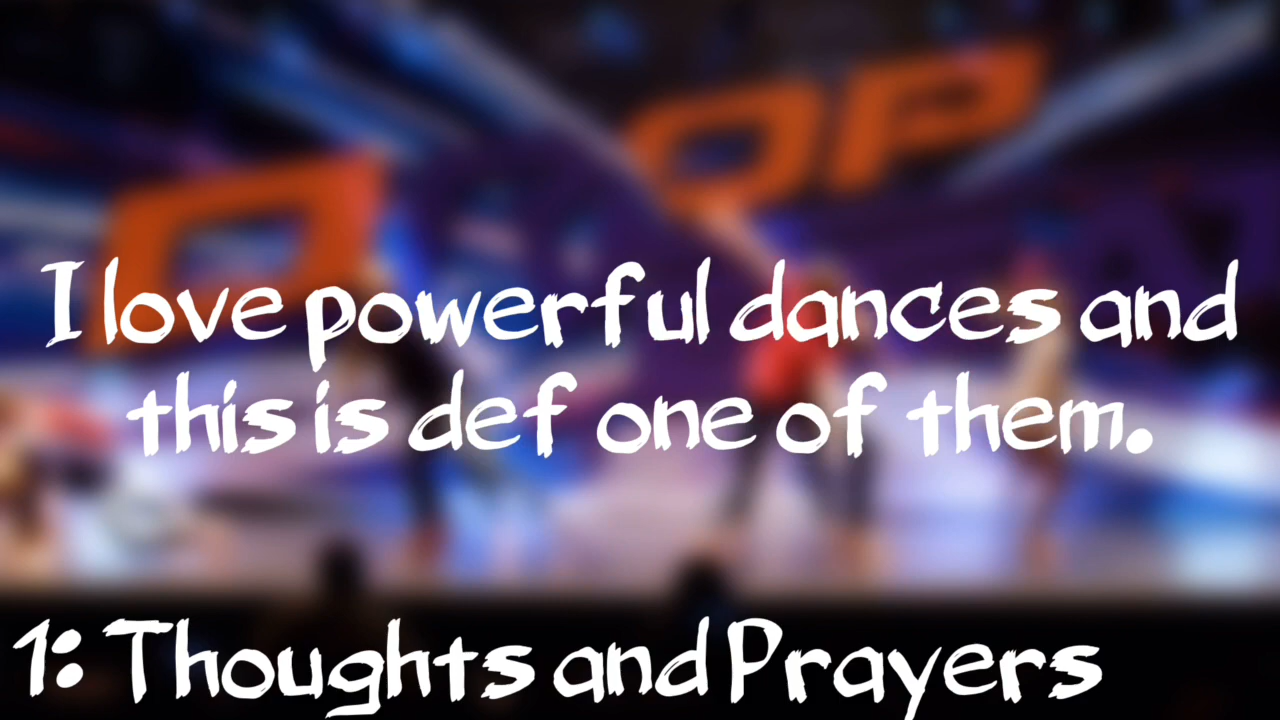 I love powerful dances and
this is def one of them.
1: Thoughts and Prayers